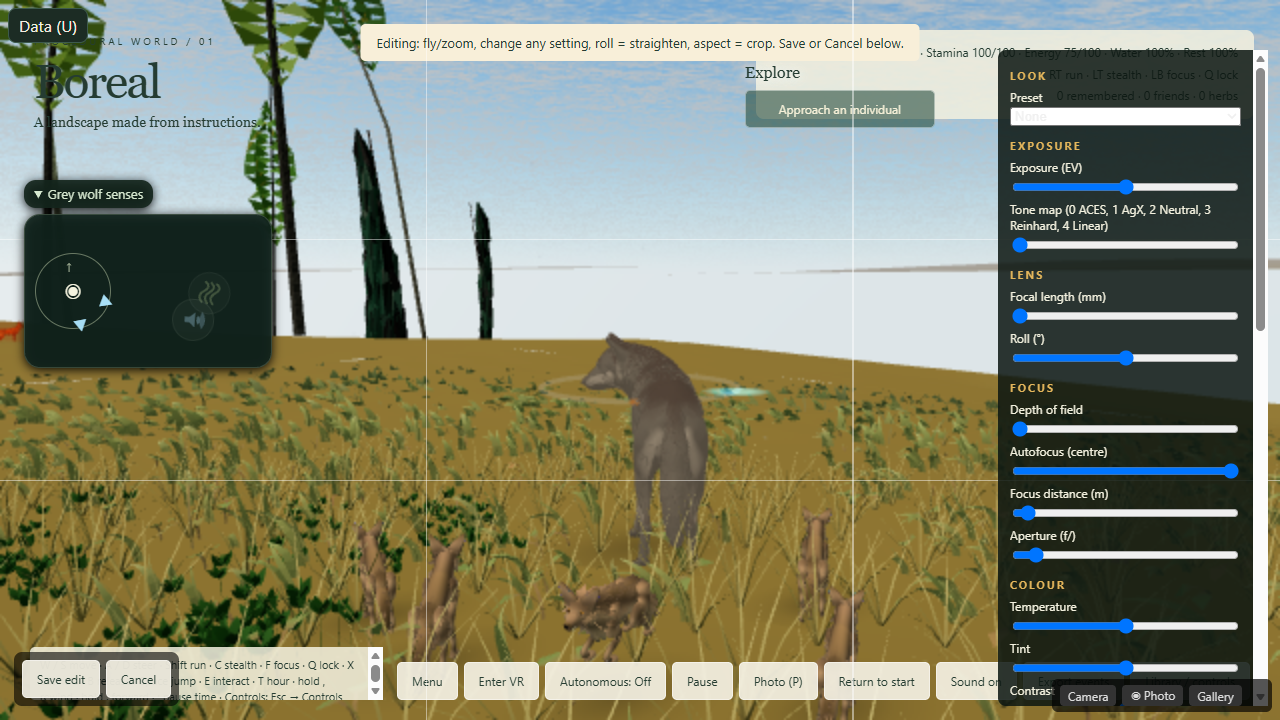 Data (U)
RAL WORLD / 01
Boreal
A landscape made from instructions.
Editing: fly/zoom, change any setting, roll = straighten, aspect = crop. Save or Cancel below.
· Stamina 100/100 · Energy 75/100 · Water 100% · Rest 100%
RT run · LT stealth · LB focus · Q lock
0 remembered · 0 friends · 0 herbs
Explore
Approach an individual
▼ Grey wolf senses
LOOK
Preset
None
EXPOSURE
Exposure (EV)
Tone map (0 ACES, 1 AgX, 2 Neutral, 3
Reinhard, 4 Linear)
LENS
Focal length (mm)
Roll (°)
FOCUS
Depth of field
Autofocus (centre)
Focus distance (m)
Aperture (f/)
COLOUR
Temperature
Tint
Contrast
hift run · C stealth · F focus · Q lock · X
ump · E interact · T hour · hold ,
use time · Controls: Esc → Controls
Save edit
Cancel
Menu
Enter VR
Autonomous: Off
Pause
Photo (P)
Return to start
Sound on
Camera
◉ Photo
Gallery